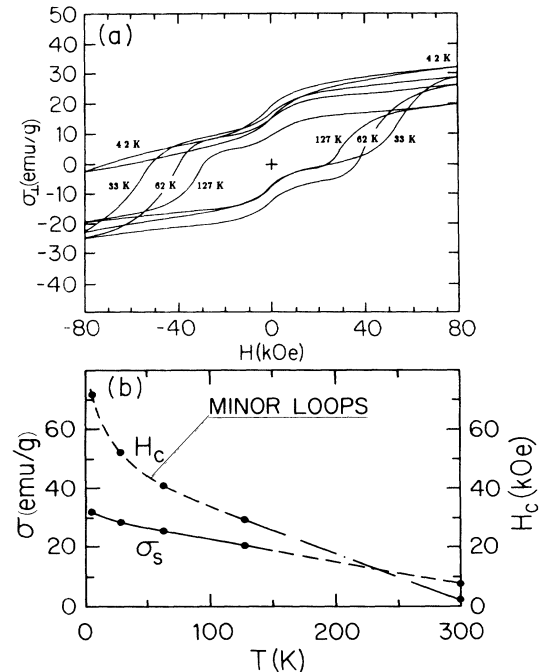 (a)
50
40
30
20
10
0
-10
-20
-30
-40
σ⊥(emu/g)
4 2 K
4 2 K
33 K
62 K
127 K
127 K
62 K
33 K
+
-80
-40
0
40
80
H(kOe)
(b)
MINOR LOOPS
Hc
σs
60
40
20
0
σ(emu/g)
60
40
20
0
Hc(kOe)
0
100
200
300
T(K)